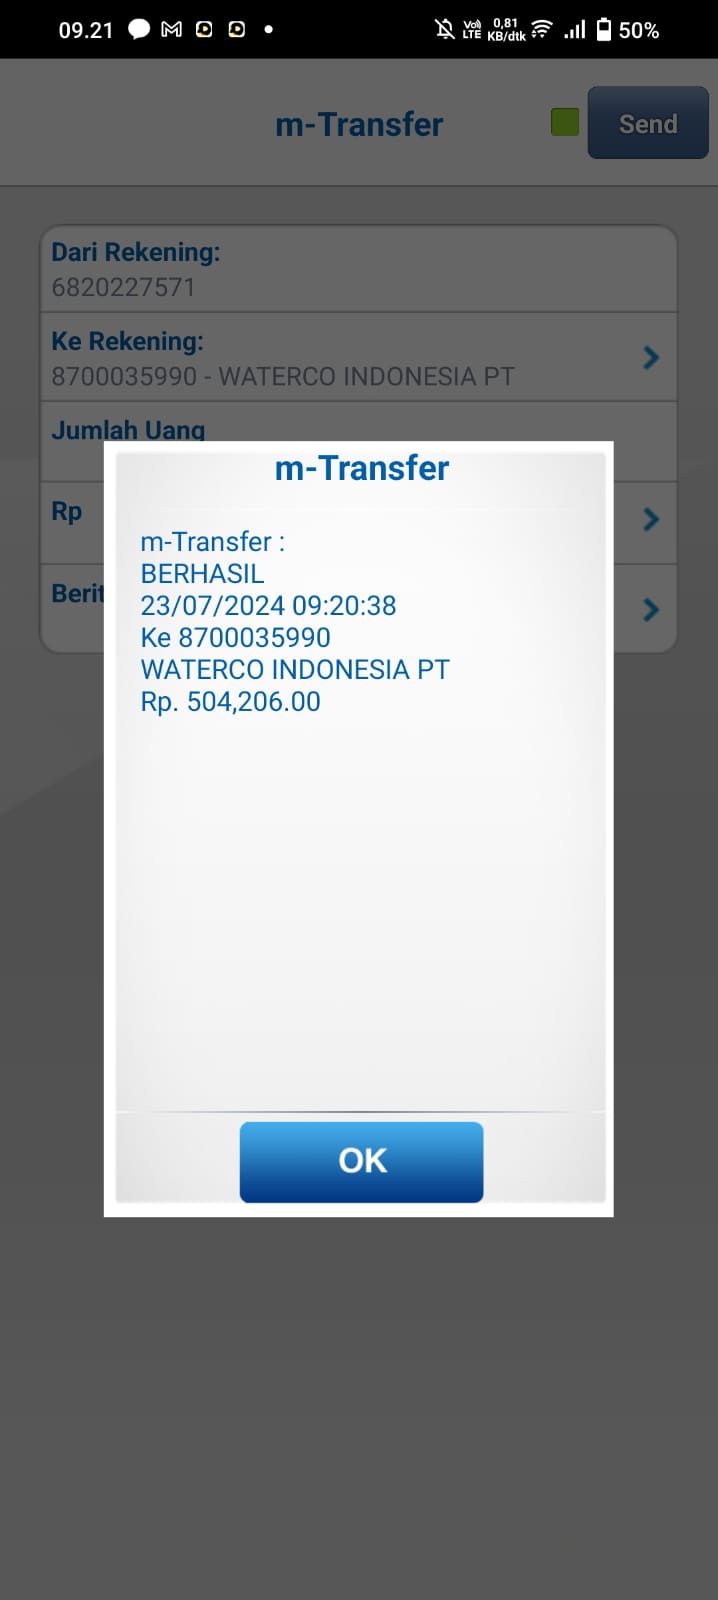 09.21
Vo) LTE 0,81 KB/dtk 50%
m-Transfer
Send
Dari Rekening:
6820227571
Ke Rekening:
8700035990 - WATERCO INDONESIA PT
Jumlah Uang
Rp
Berit
m-Transfer
m-Transfer :
BERHASIL
23/07/2024 09:20:38
Ke 8700035990
WATERCO INDONESIA PT
Rp. 504,206.00
OK